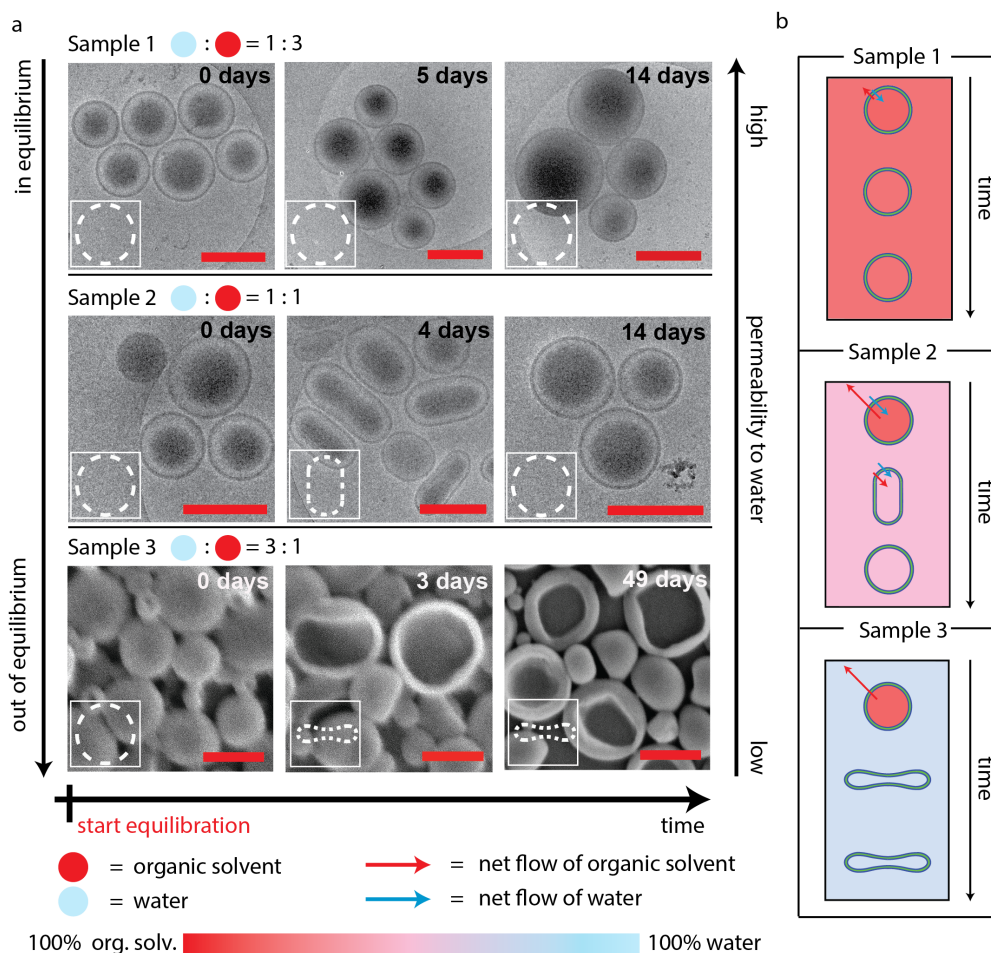 a
Sample 1 : = 1 : 3
0 days
5 days
14 days
in equilibrium
high
Sample 2 : = 1 : 1
0 days
4 days
14 days
permeability to water
Sample 3 : = 3 : 1
0 days
3 days
49 days
out of equilibrium
low
start equilibration
time
= organic solvent
= net flow of organic solvent
= water
= net flow of water
100% org. solv.
100% water
b
Sample 1
time
Sample 2
time
Sample 3
time